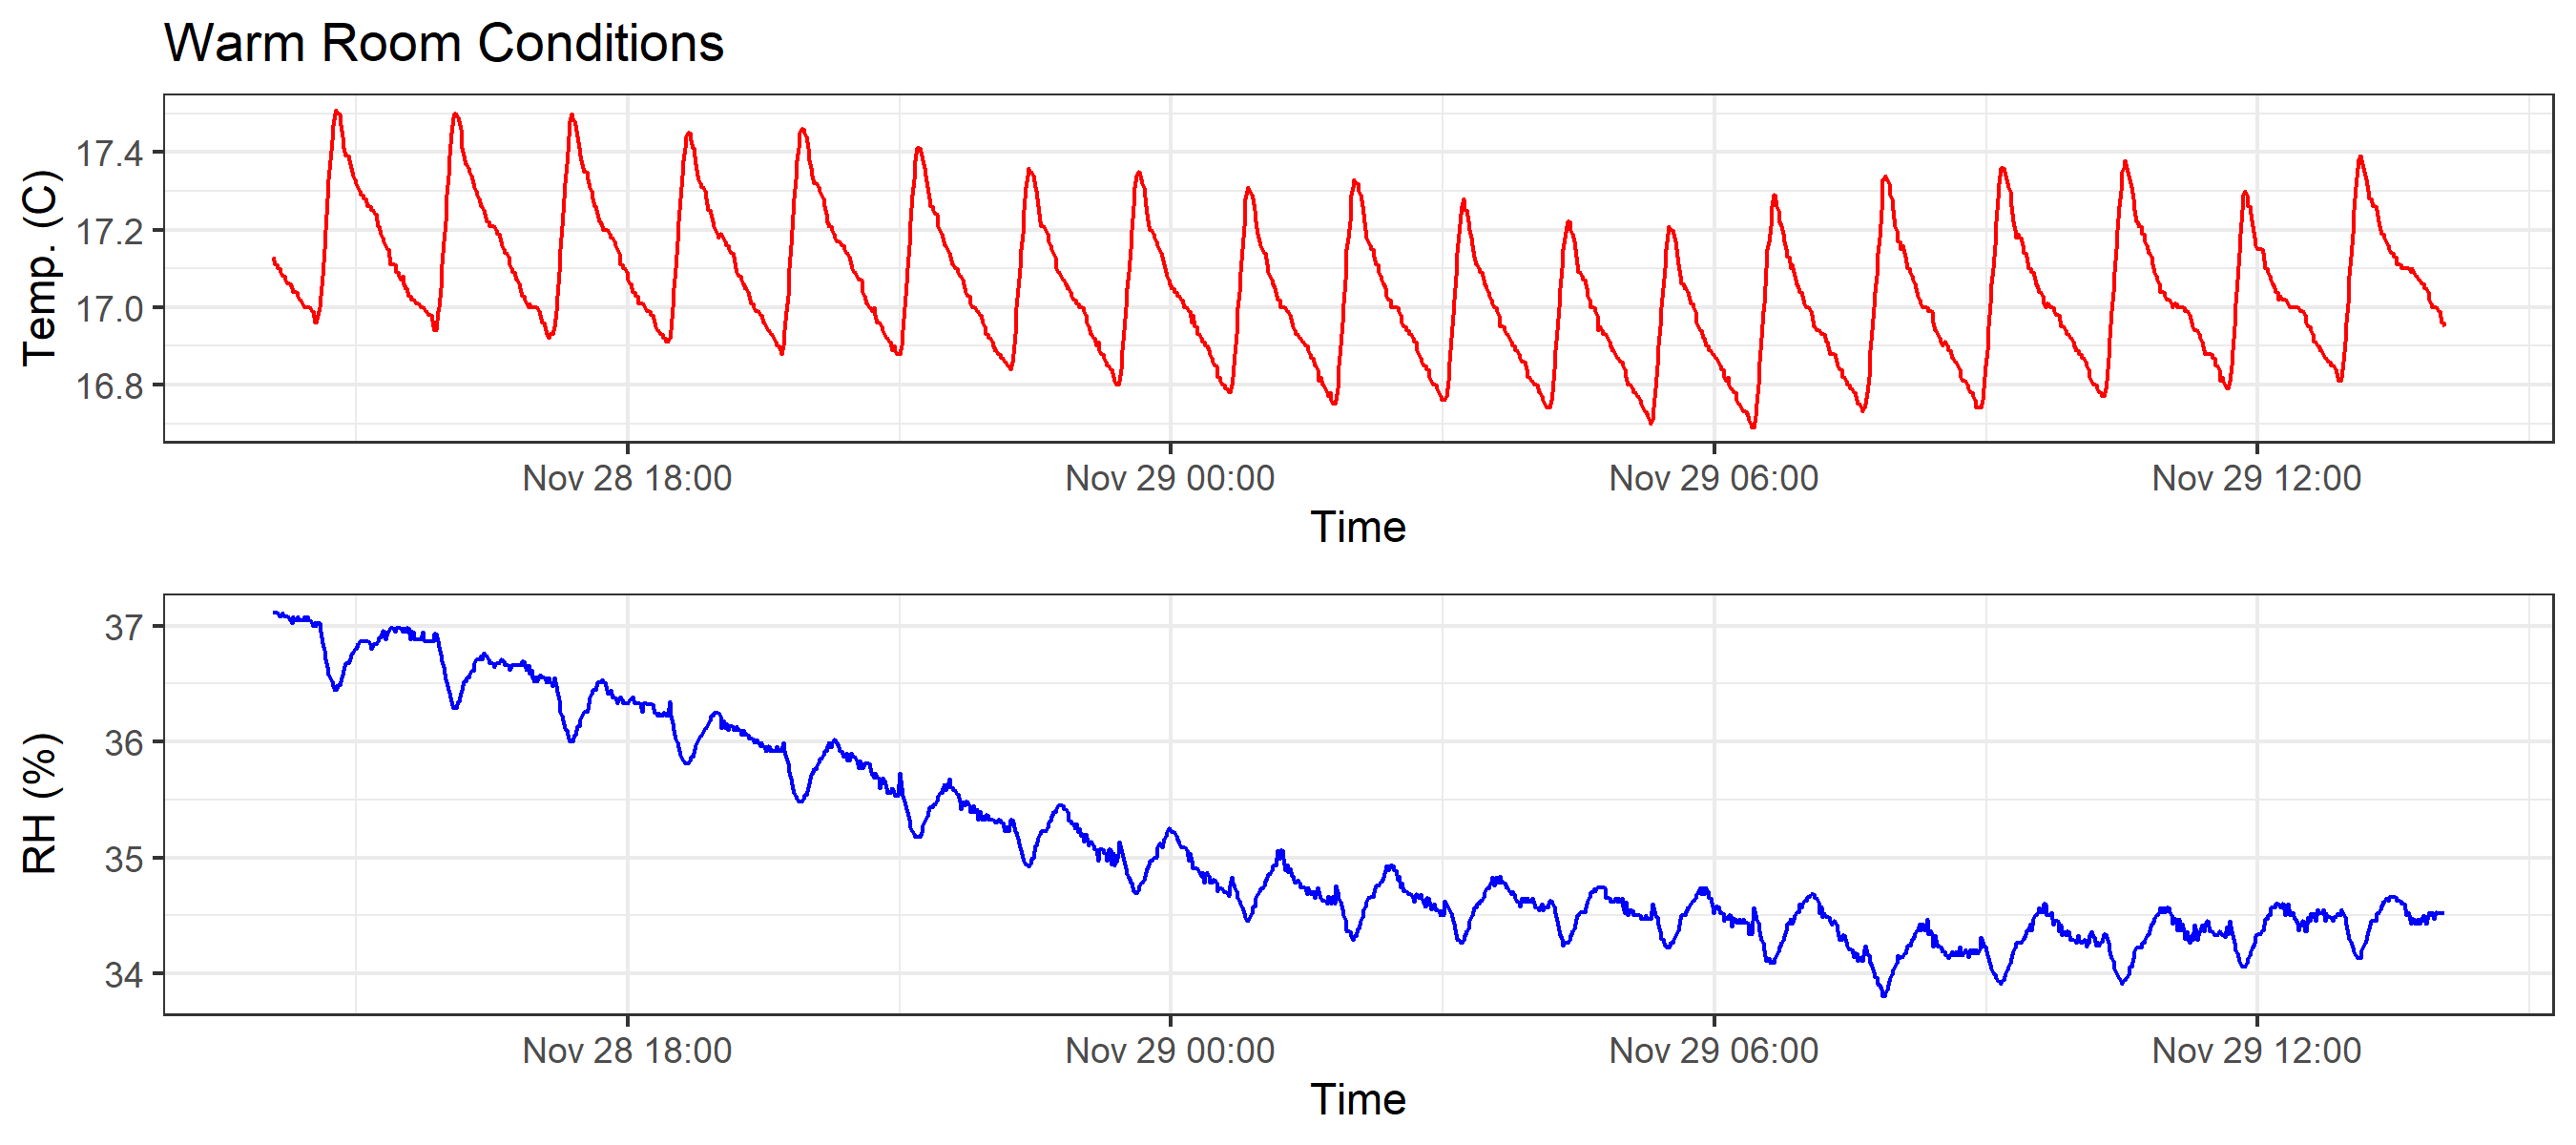 Warm Room Conditions
Temp. (C)
17.4
17.2
17.0
16.8
Nov 28 18:00 Nov 29 00:00 Nov 29 06:00 Nov 29 12:00
Time
RH (%)
37
36
35
34
Nov 28 18:00 Nov 29 00:00 Nov 29 06:00 Nov 29 12:00
Time